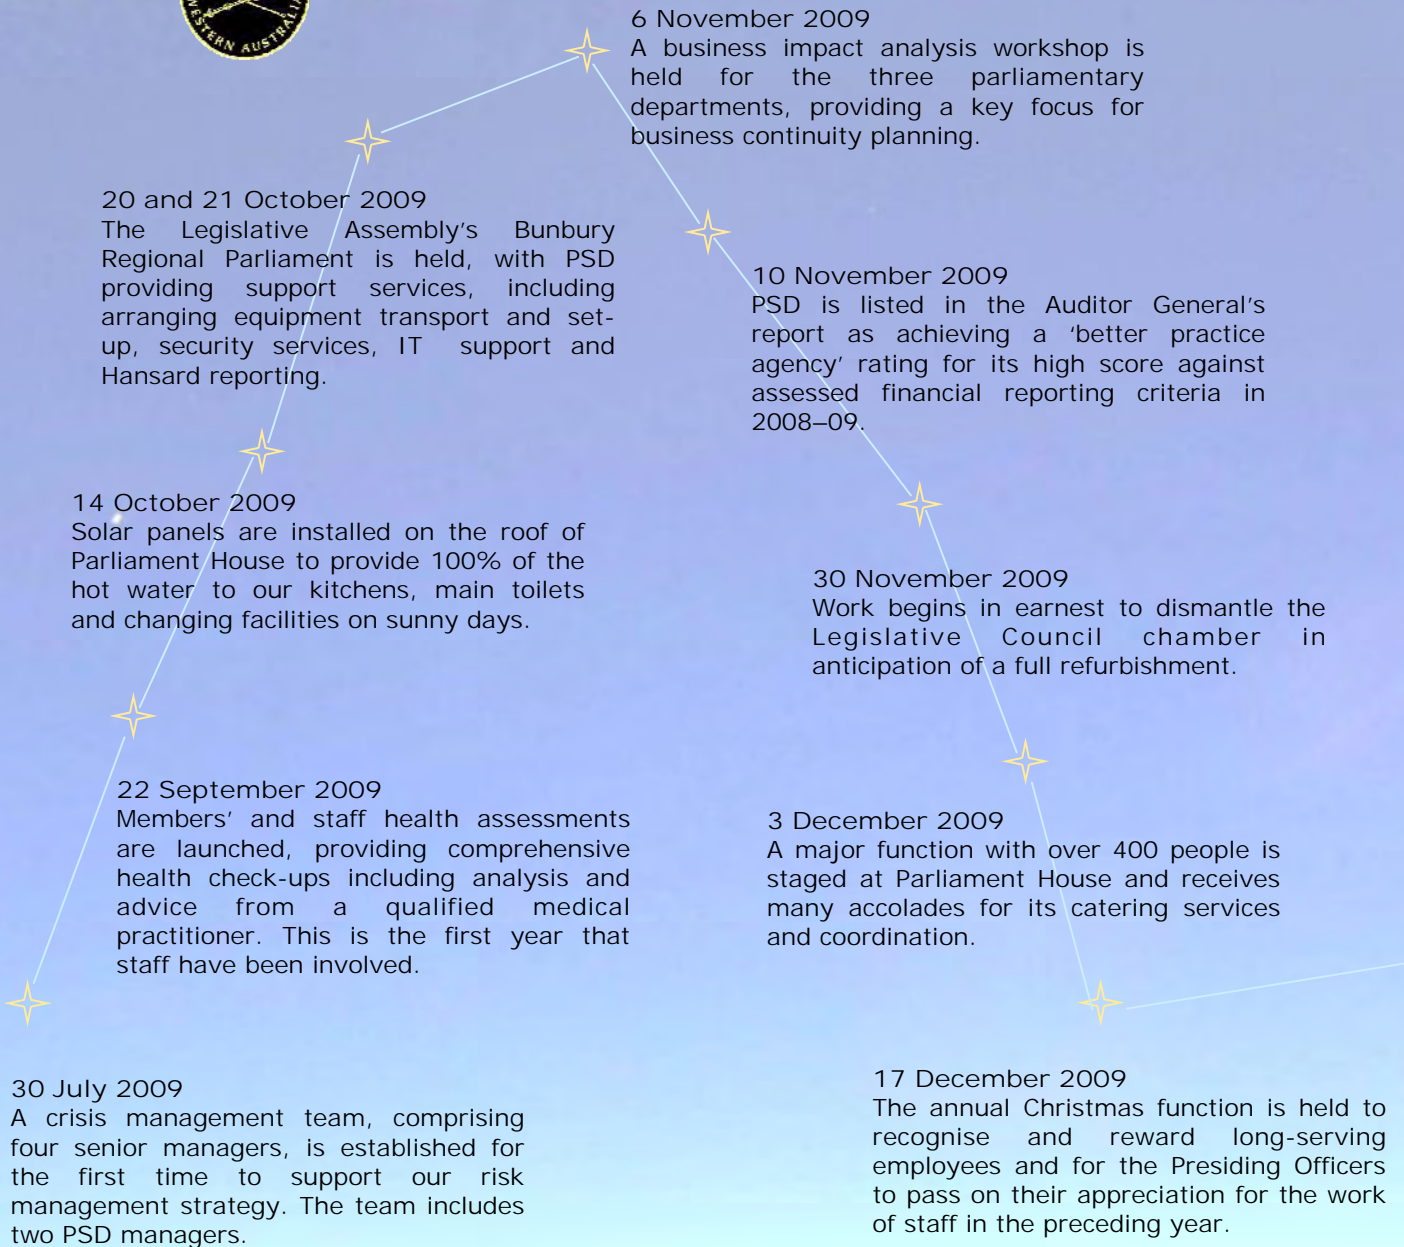 WESTERN AUSTRALIA
6 November 2009
A business impact analysis workshop is
held for the three parliamentary
departments, providing a key focus for
business continuity planning.
20 and 21 October 2009
The Legislative Assembly’s Bunbury
Regional Parliament is held, with PSD
providing support services, including
arranging equipment transport and set-
up, security services, IT support and
Hansard reporting.
10 November 2009
PSD is listed in the Auditor General’s
report as achieving a ‘better practice
agency’ rating for its high score against
assessed financial reporting criteria in
2008–09.
14 October 2009
Solar panels are installed on the roof of
Parliament House to provide 100% of the
hot water to our kitchens, main toilets
and changing facilities on sunny days.
30 November 2009
Work begins in earnest to dismantle the
Legislative Council chamber in
anticipation of a full refurbishment.
22 September 2009
Members’ and staff health assessments
are launched, providing comprehensive
health check-ups including analysis and
advice from a qualified medical
practitioner. This is the first year that
staff have been involved.
3 December 2009
A major function with over 400 people is
staged at Parliament House and receives
many accolades for its catering services
and coordination.
30 July 2009
A crisis management team, comprising
four senior managers, is established for
the first time to support our risk
management strategy. The team includes
two PSD managers.
17 December 2009
The annual Christmas function is held to
recognise and reward long-serving
employees and for the Presiding Officers
to pass on their appreciation for the work
of staff in the preceding year.